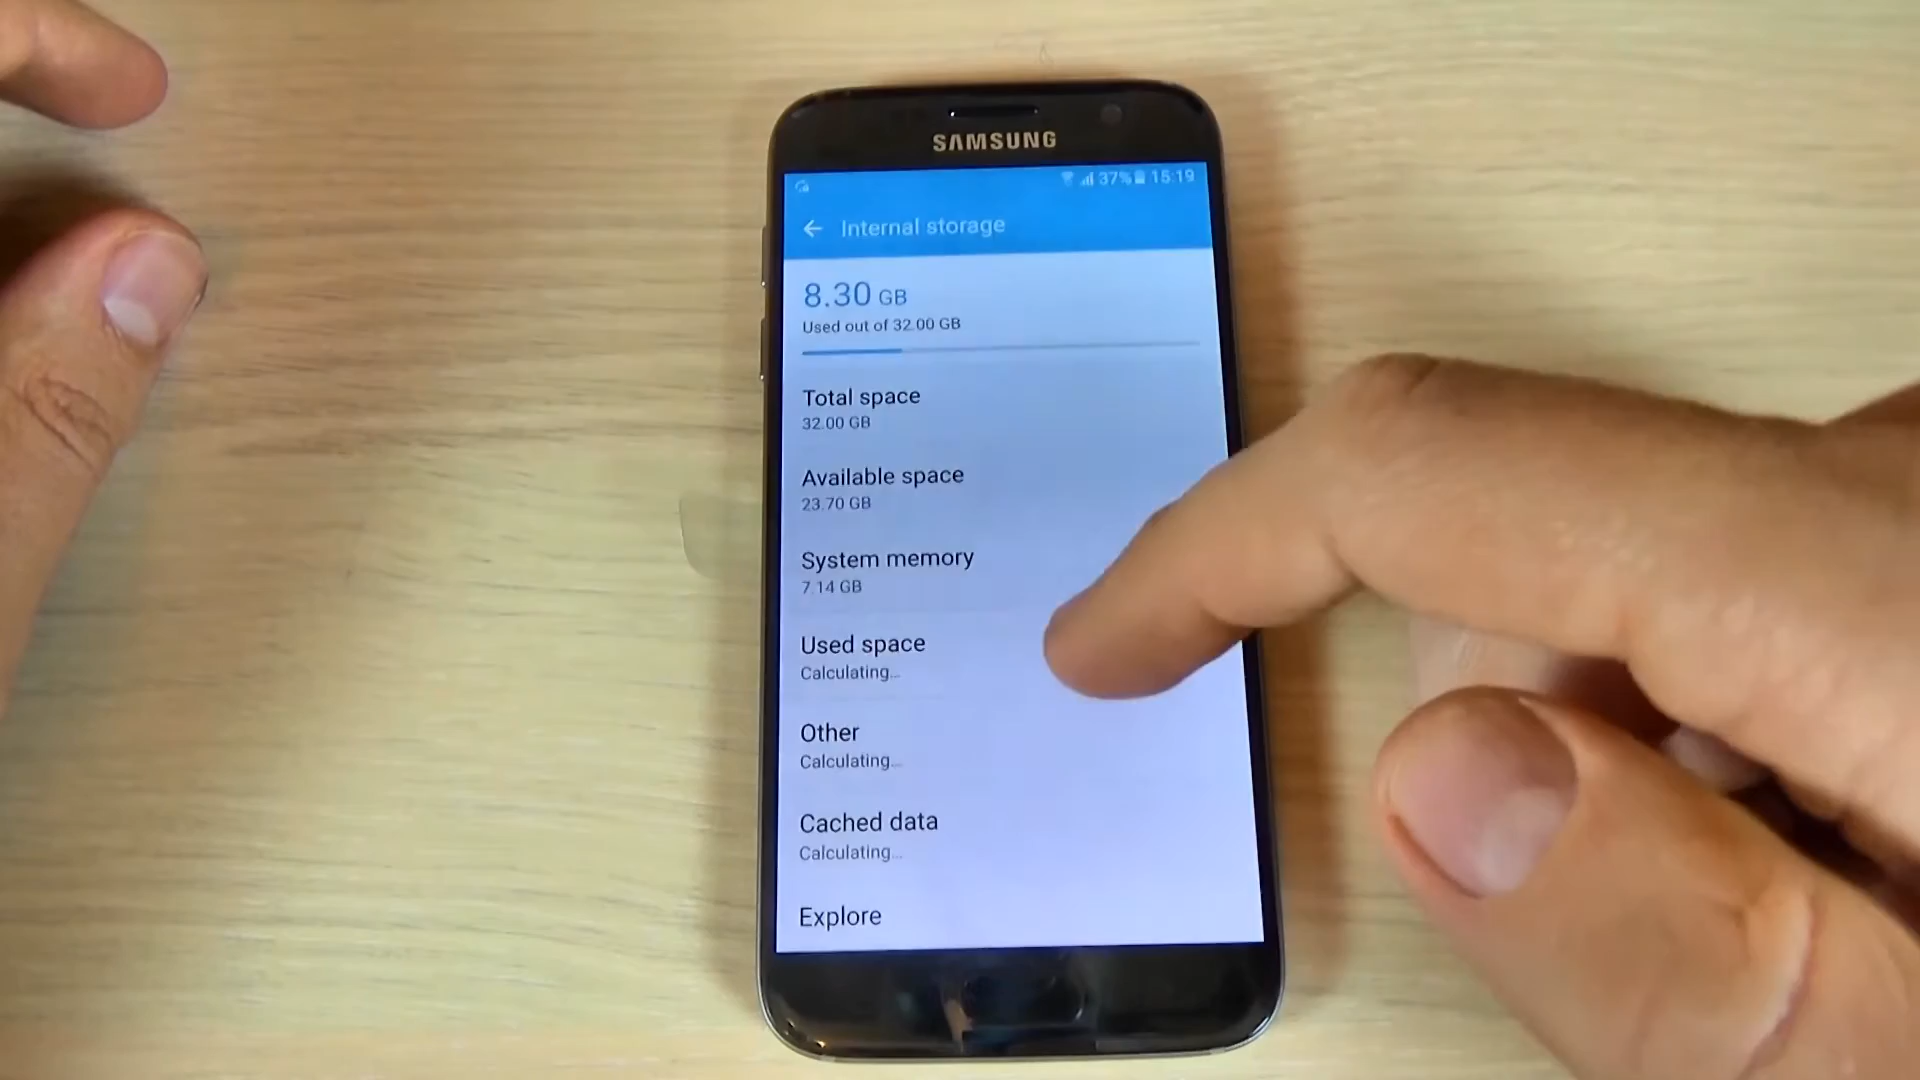 SAMSUNG
37% 15:19
Internal storage
8.30 GB
Used out of 32.00 GB
Total space
32.00 GB
Available space
23.70 GB
System memory
7.14 GB
Used space
Calculating...
Other
Calculating...
Cached data
Calculating...
Explore